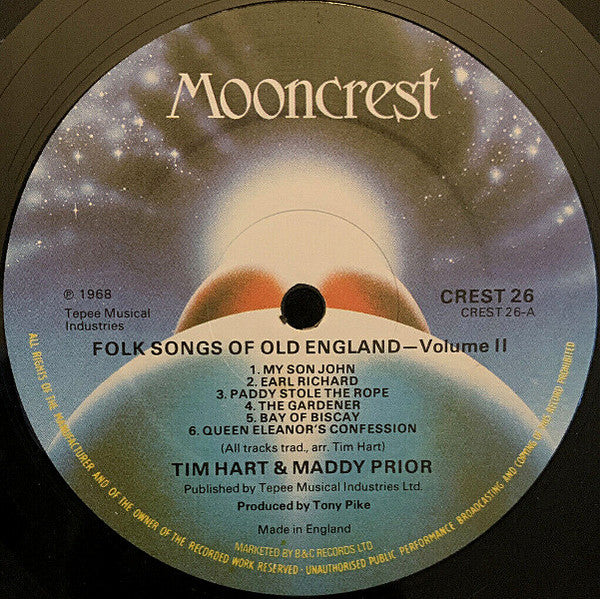 Mooncrest
℗ 1968
Tepee Musical
Industries
CREST 26
CREST 26-A
FOLK SONGS OF OLD ENGLAND—Volume II
1. MY SON JOHN
2. EARL RICHARD
3. PADDY STOLE THE ROPE
4. THE GARDENER
5. BAY OF BISCAY
6. QUEEN ELEANOR'S CONFESSION
(All tracks trad., arr. Tim Hart)
TIM HART & MADDY PRIOR
Published by Tepee Musical Industries Ltd.
Produced by Tony Pike
Made in England
MARKETED BY B&C RECORDS LTD
ALL RIGHTS OF THE MANUFACTURER AND OF THE OWNER OF THE RECORDED WORK RESERVED · UNAUTHORISED PUBLIC PERFORMANCE BROADCASTING AND COPYING OF THIS RECORD PROHIBITED